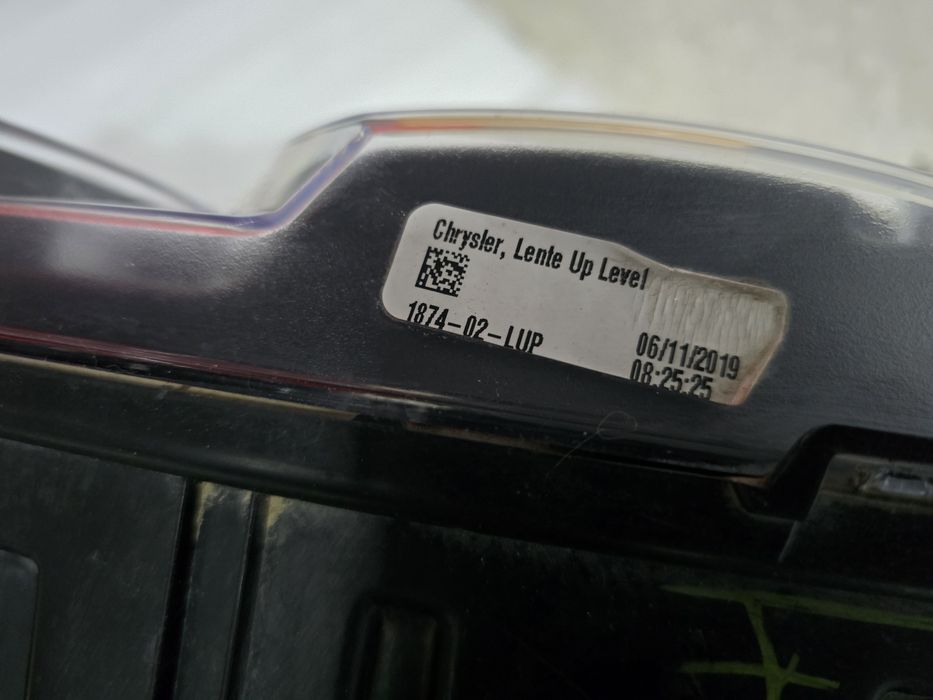 Chrysler, Lente Up Level
1874-02-LUP
06/11/2019
08:25:25